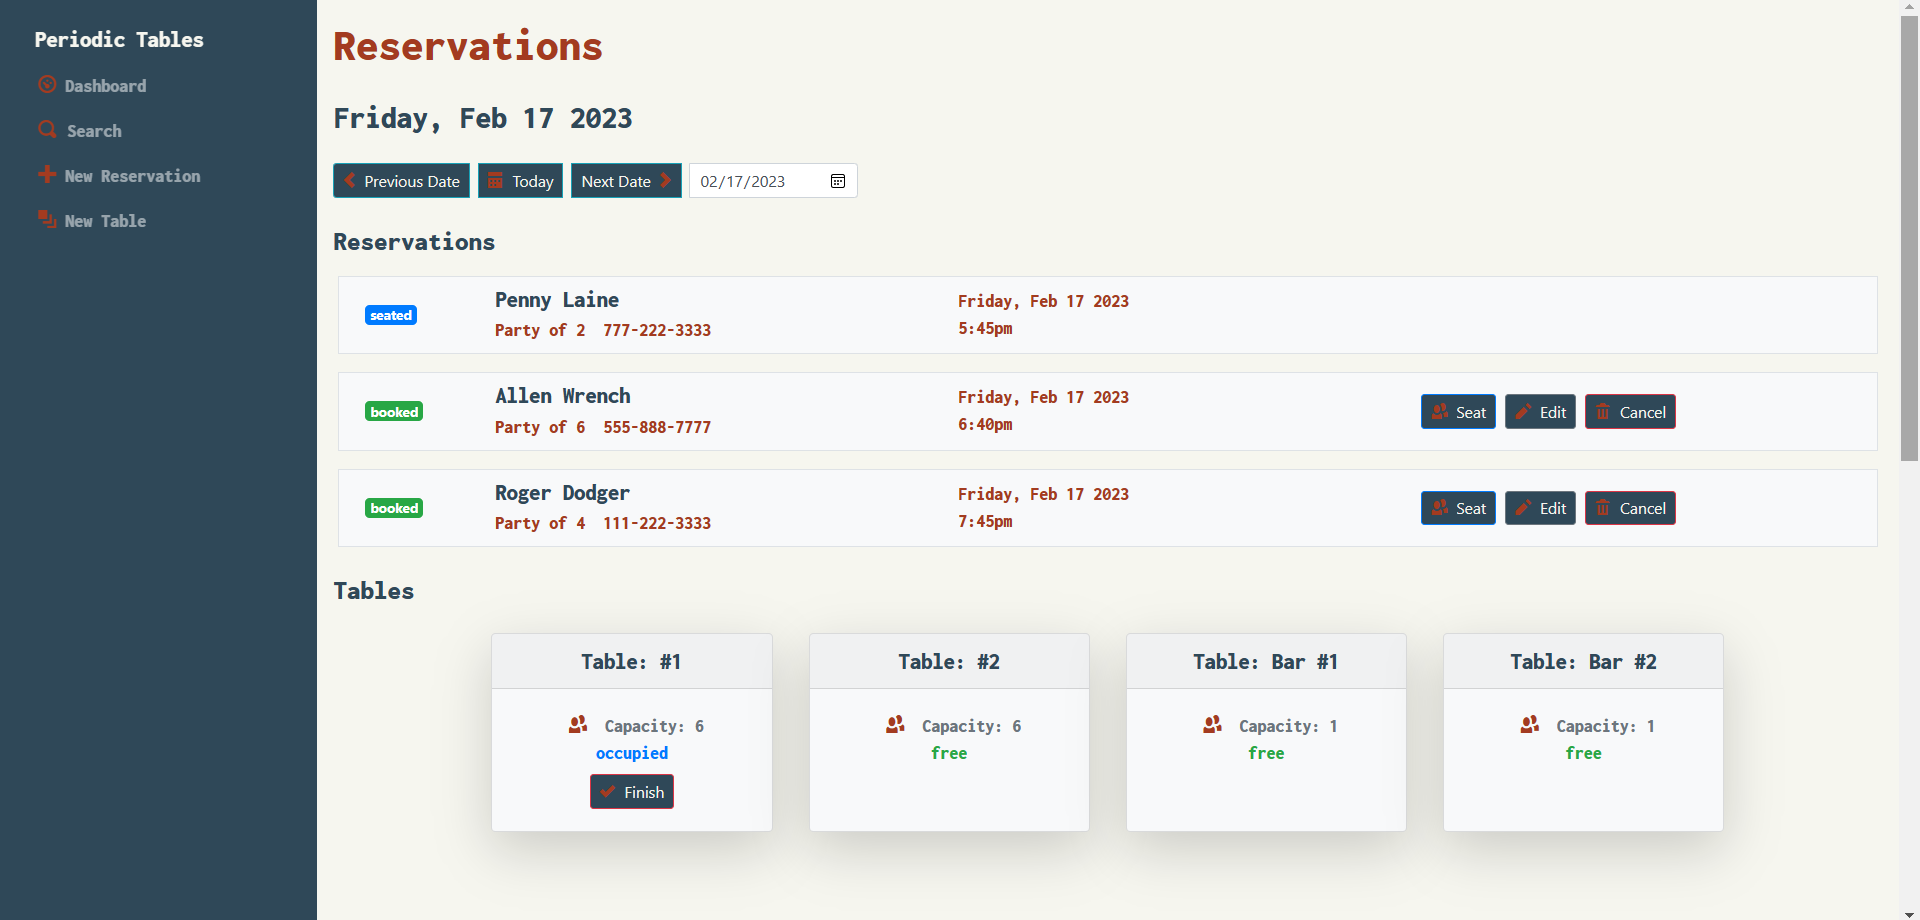 Periodic Tables
Dashboard
Search
New Reservation
New Table
Reservations
Friday, Feb 17 2023
Previous Date Today Next Date 02/17/2023
Reservations
seated
Penny Laine
Party of 2 777-222-3333
Friday, Feb 17 2023
5:45pm
booked
Allen Wrench
Party of 6 555-888-7777
Friday, Feb 17 2023
6:40pm
Seat Edit Cancel
booked
Roger Dodger
Party of 4 111-222-3333
Friday, Feb 17 2023
7:45pm
Seat Edit Cancel
Tables
Table: #1
Capacity: 6
occupied
Finish
Table: #2
Capacity: 6
free
Table: Bar #1
Capacity: 1
free
Table: Bar #2
Capacity: 1
free